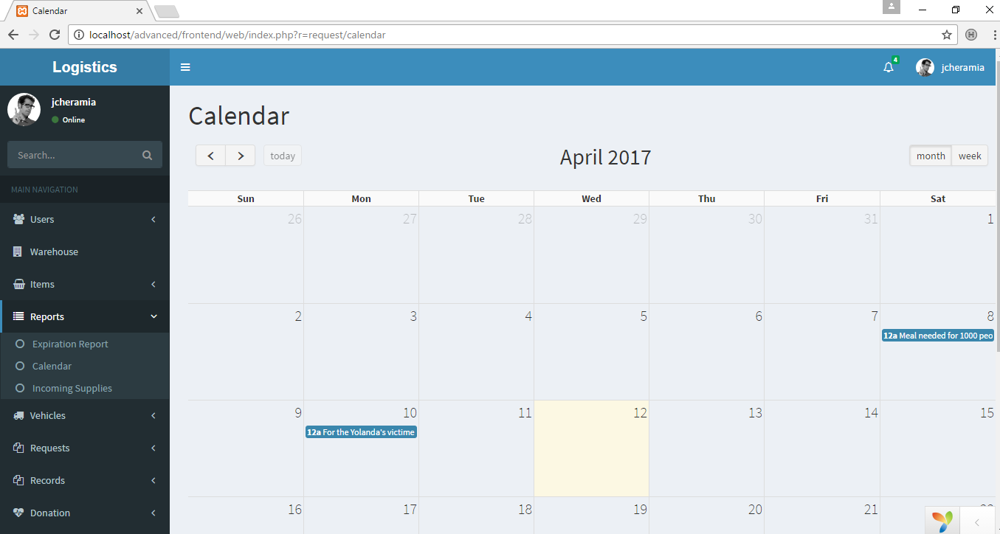 Calendar
localhost/advanced/frontend/web/index.php?r=request/calendar
Logistics
4
jcheramia
jcheramia
Online
Search...
MAIN NAVIGATION
Users
Warehouse
Items
Reports
Expiration Report
Calendar
Incoming Supplies
Vehicles
Requests
Records
Donation
Calendar
today
April 2017
month week
Sun Mon Tue Wed Thu Fri Sat
26 27 28 29 30 31 1
2 3 4 5 6 7 8
12a Meal needed for 1000 peo
9 10 11 12 13 14 15
12a For the Yolanda's victime
16 17 18 19 20 21